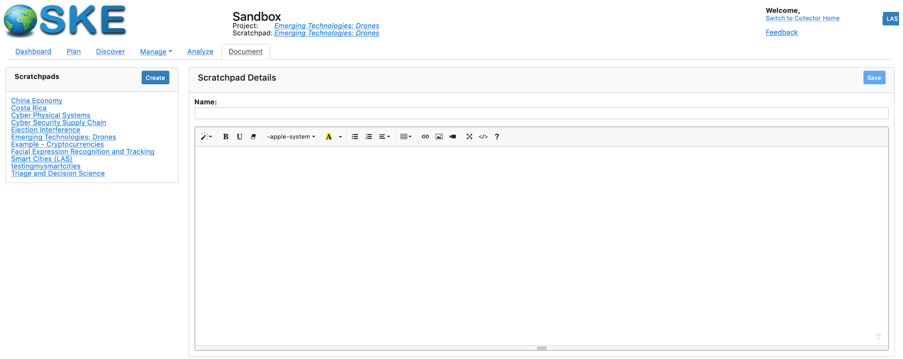 SKE
Sandbox
Project: Emerging Technologies: Drones
Scratchpad: Emerging Technologies: Drones
Welcome,
Switch to Collector Home
Feedback
LAS
Dashboard Plan Discover Manage Analyze Document
Scratchpads Create
China Economy
Costa Rica
Cyber Physical Systems
Cyber Security Supply Chain
Election Interference
Emerging Technologies: Drones
Example - Cryptocurrencies
Facial Expression Recognition and Tracking
Smart Cities (LAS)
testingmysmartcities
Triage and Decision Science
Scratchpad Details Save
Name:
B U -apple-system A </> ?